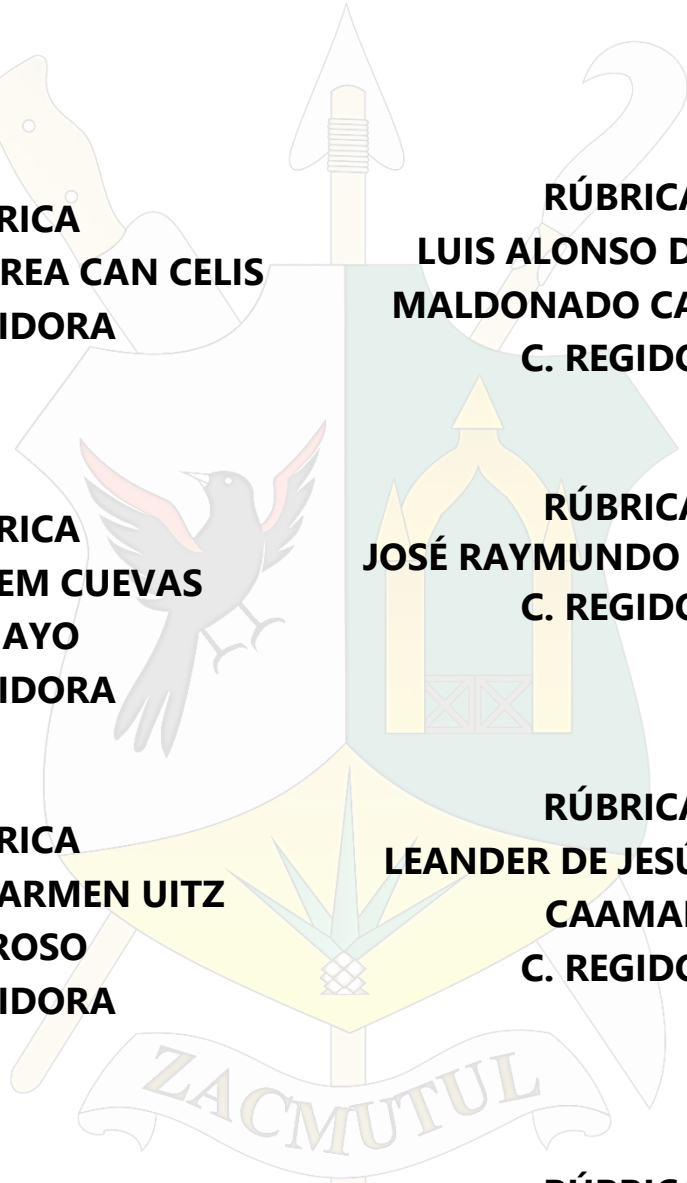 RICA
REA CAN CELIS
IDORA
RÚBRICA
LUIS ALONSO D
MALDONADO CA
C. REGIDO
RICA
EM CUEVAS
AYO
IDORA
RÚBRICA
JOSÉ RAYMUNDO
C. REGIDO
RICA
ARMEN UITZ
ROSO
IDORA
RÚBRICA
LEANDER DE JESÚ
CAAMA
C. REGIDO
ZACMUTUL